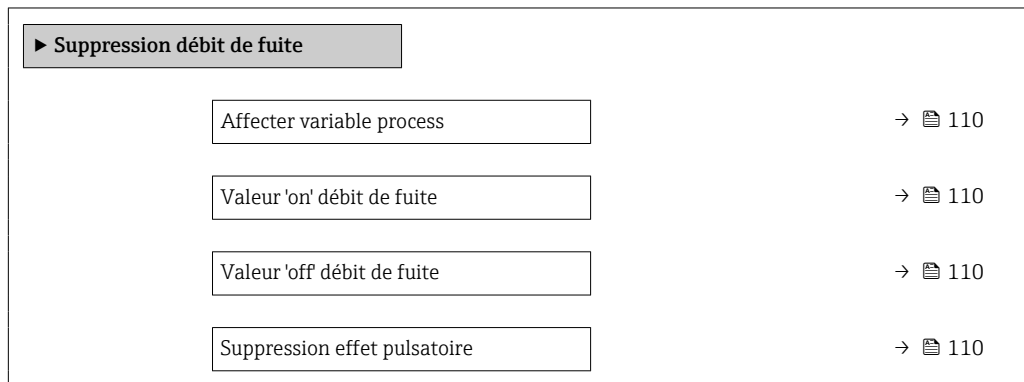 ▶ Suppression débit de fuite
Affecter variable process → 110
Valeur 'on' débit de fuite → 110
Valeur 'off' débit de fuite → 110
Suppression effet pulsatoire → 110